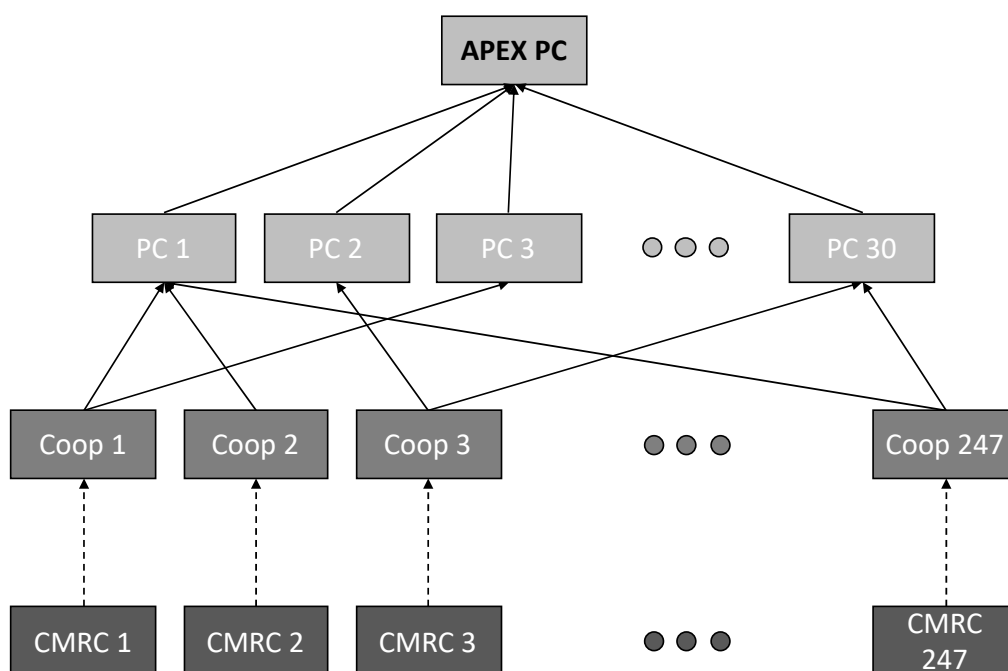 APEX PC
PC 1
PC 2
PC 3
PC 30
Coop 1
Coop 2
Coop 3
Coop 247
CMRC 1
CMRC 2
CMRC 3
CMRC
247